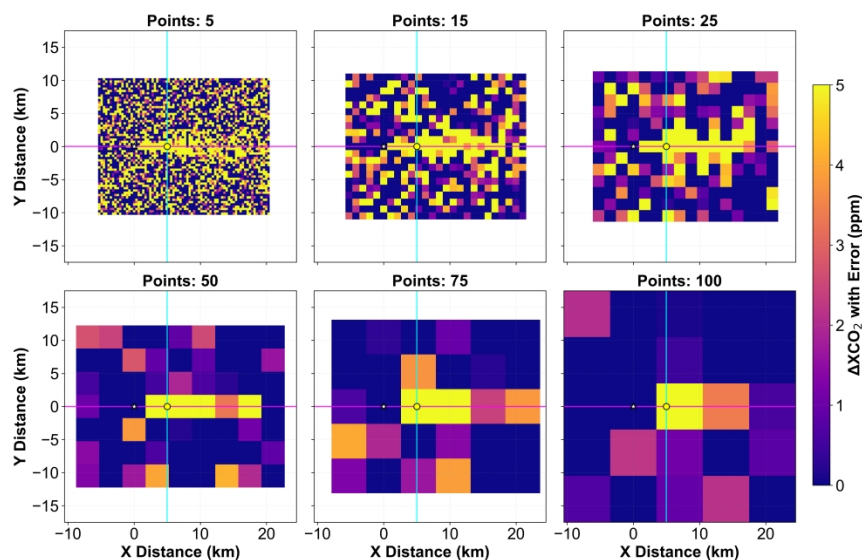 Points: 5
Points: 15
Points: 25
15
10
5
0
−5
−10
−15
Y Distance (km)
Points: 50
Points: 75
Points: 100
15
10
5
0
−5
−10
−15
Y Distance (km)
−10
0
10
20
−10
0
10
20
−10
0
10
20
X Distance (km)
X Distance (km)
X Distance (km)
5
4
3
2
1
0
ΔXCO₂ with Error (ppm)